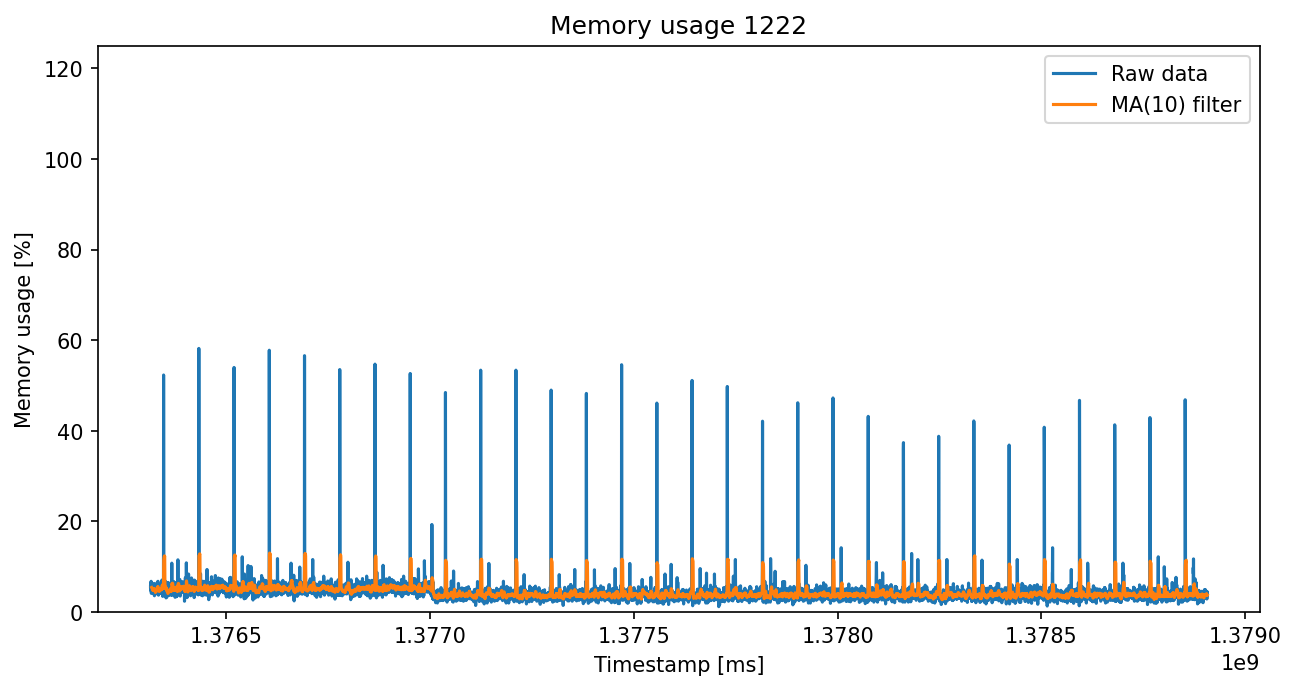 Memory usage 1222
Raw data
MA(10) filter
Memory usage [%]
120
100
80
60
40
20
0
1.3765 1.3770 1.3775 1.3780 1.3785 1.3790
1e9
Timestamp [ms]